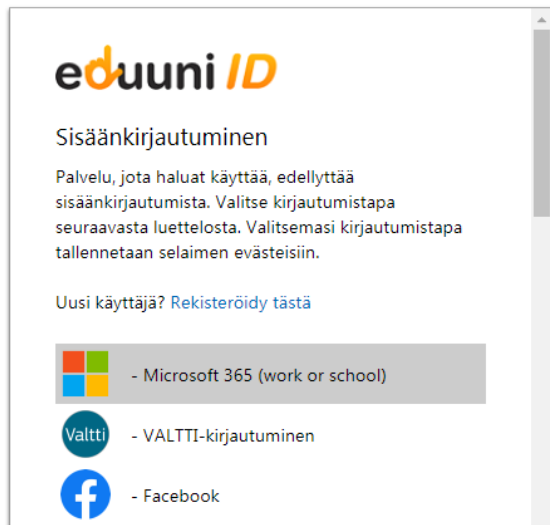 eduuni ID
Sisäänkirjautuminen
Palvelu, jota haluat käyttää, edellyttää
sisäänkirjautumista. Valitse kirjautumistapa
seuraavasta luettelosta. Valitsemasi kirjautumistapa
tallennetaan selaimen evästeisiin.
Uusi käyttäjä? Rekisteröidy tästä
- Microsoft 365 (work or school)
Valtti - VALTTI-kirjautuminen
f - Facebook